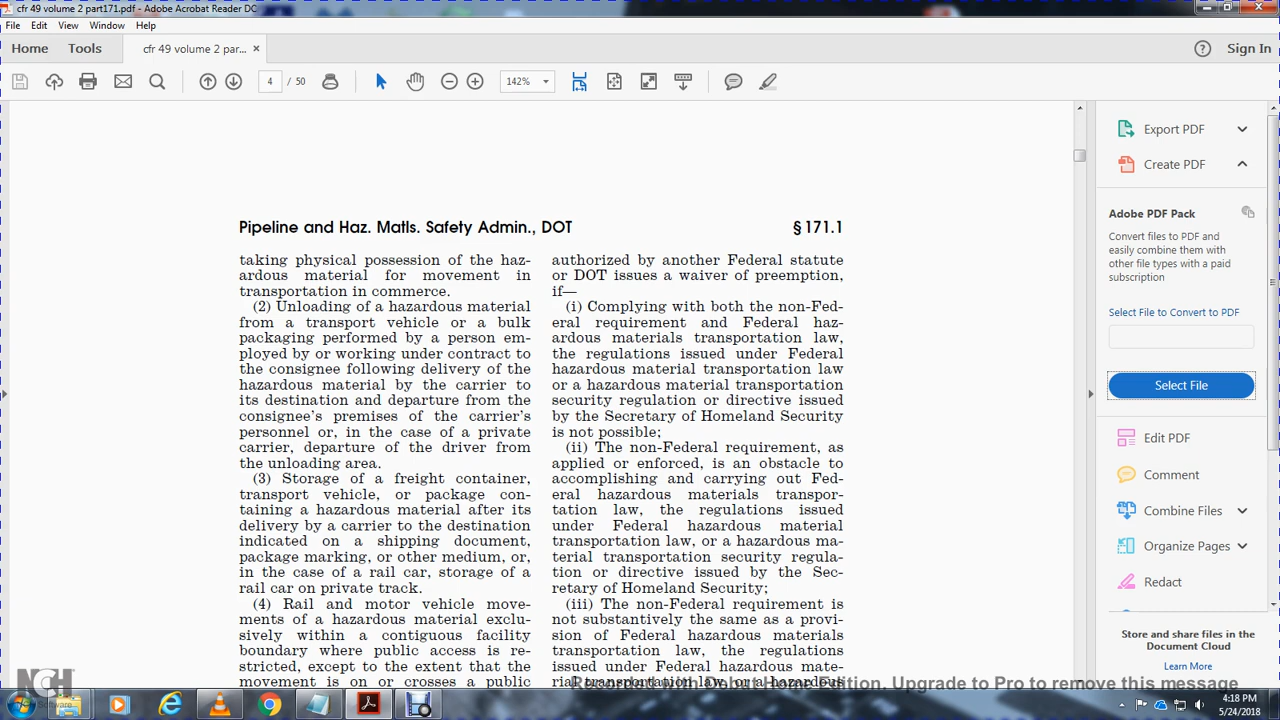 cfr 49 volume 2 part171.pdf - Adobe Acrobat Reader DC
File Edit View Window Help
Home Tools cfr 49 volume 2 par... × Sign In
4 / 50 142%
Pipeline and Haz. Matls. Safety Admin., DOT § 171.1
taking physical possession of the haz-
ardous material for movement in
transportation in commerce.
(2) Unloading of a hazardous material
from a transport vehicle or a bulk
packaging performed by a person em-
ployed by or working under contract to
the consignee following delivery of the
hazardous material by the carrier to
its destination and departure from the
consignee's premises of the carrier's
personnel or, in the case of a private
carrier, departure of the driver from
the unloading area.
(3) Storage of a freight container,
transport vehicle, or package con-
taining a hazardous material after its
delivery by a carrier to the destination
indicated on a shipping document,
package marking, or other medium, or,
in the case of a rail car, storage of a
rail car on private track.
(4) Rail and motor vehicle move-
ments of a hazardous material exclu-
sively within a contiguous facility
boundary where public access is re-
stricted, except to the extent that the
movement is on or crosses a public
authorized by another Federal statute
or DOT issues a waiver of preemption,
if—
(i) Complying with both the non-Fed-
eral requirement and Federal haz-
ardous materials transportation law,
the regulations issued under Federal
hazardous material transportation law
or a hazardous material transportation
security regulation or directive issued
by the Secretary of Homeland Security
is not possible;
(ii) The non-Federal requirement, as
applied or enforced, is an obstacle to
accomplishing and carrying out Fed-
eral hazardous materials transpor-
tation law, the regulations issued
under Federal hazardous material
transportation law, or a hazardous ma-
terial transportation security regula-
tion or directive issued by the Sec-
retary of Homeland Security;
(iii) The non-Federal requirement is
not substantively the same as a provi-
sion of Federal hazardous materials
transportation law, the regulations
issued under Federal hazardous mate-
rial transportation law, or a hazardous
Export PDF
Create PDF
Adobe PDF Pack
Convert files to PDF and
easily combine them with
other file types with a paid
subscription
Select File to Convert to PDF
Select File
Edit PDF
Comment
Combine Files
Organize Pages
Redact
Store and share files in the
Document Cloud
Learn More
NCH
Software
Edition, Upgrade to Pro to remove this message
4:18 PM
5/24/2018